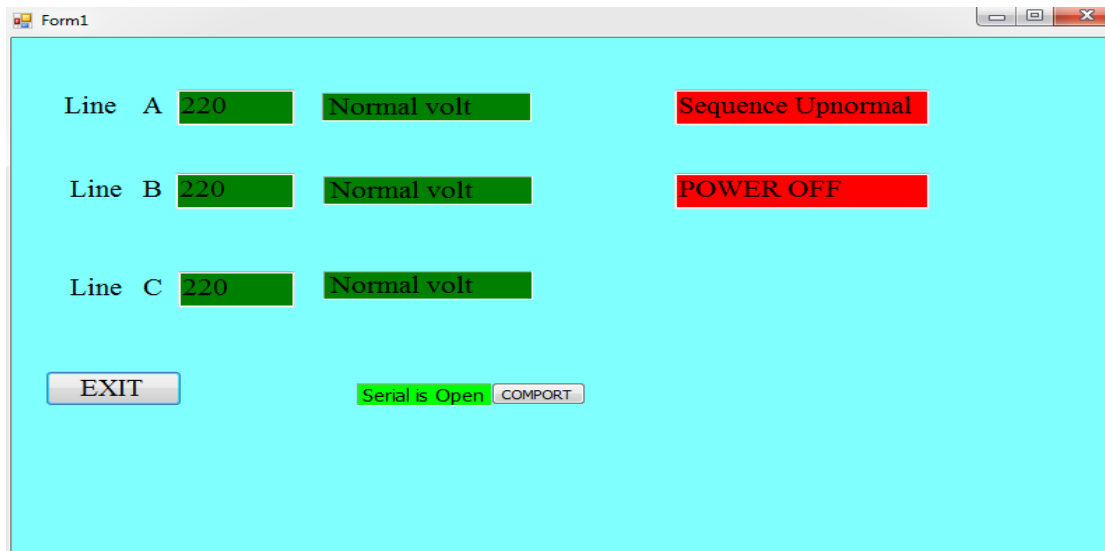 Form1
Line A 220 Normal volt Sequence Upnormal
Line B 220 Normal volt POWER OFF
Line C 220 Normal volt
EXIT Serial is Open COMPORT